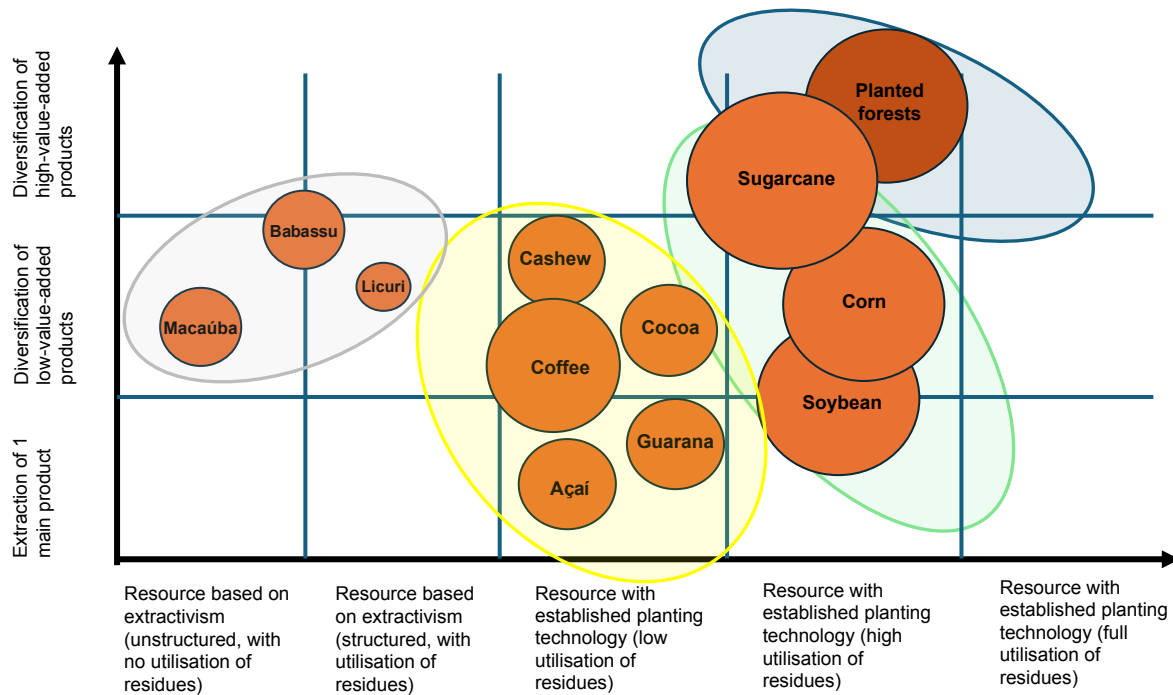 Diversification of
high-value-added
products
Diversification of
low-value-added
products
Extraction of 1
main product
Planted
forests
Sugarcane
Babassu
Cashew
Licuri
Corn
Macaúba
Cocoa
Coffee
Soybean
Guarana
Açaí
Resource based on
extractivism
(unstructured, with
no utilisation of
residues)
Resource based
on extractivism
(structured, with
utilisation of
residues)
Resource with
established planting
technology (low
utilisation of
residues)
Resource with
established planting
technology (high
utilisation of
residues)
Resource with
established planting
technology (full
utilisation of
residues)